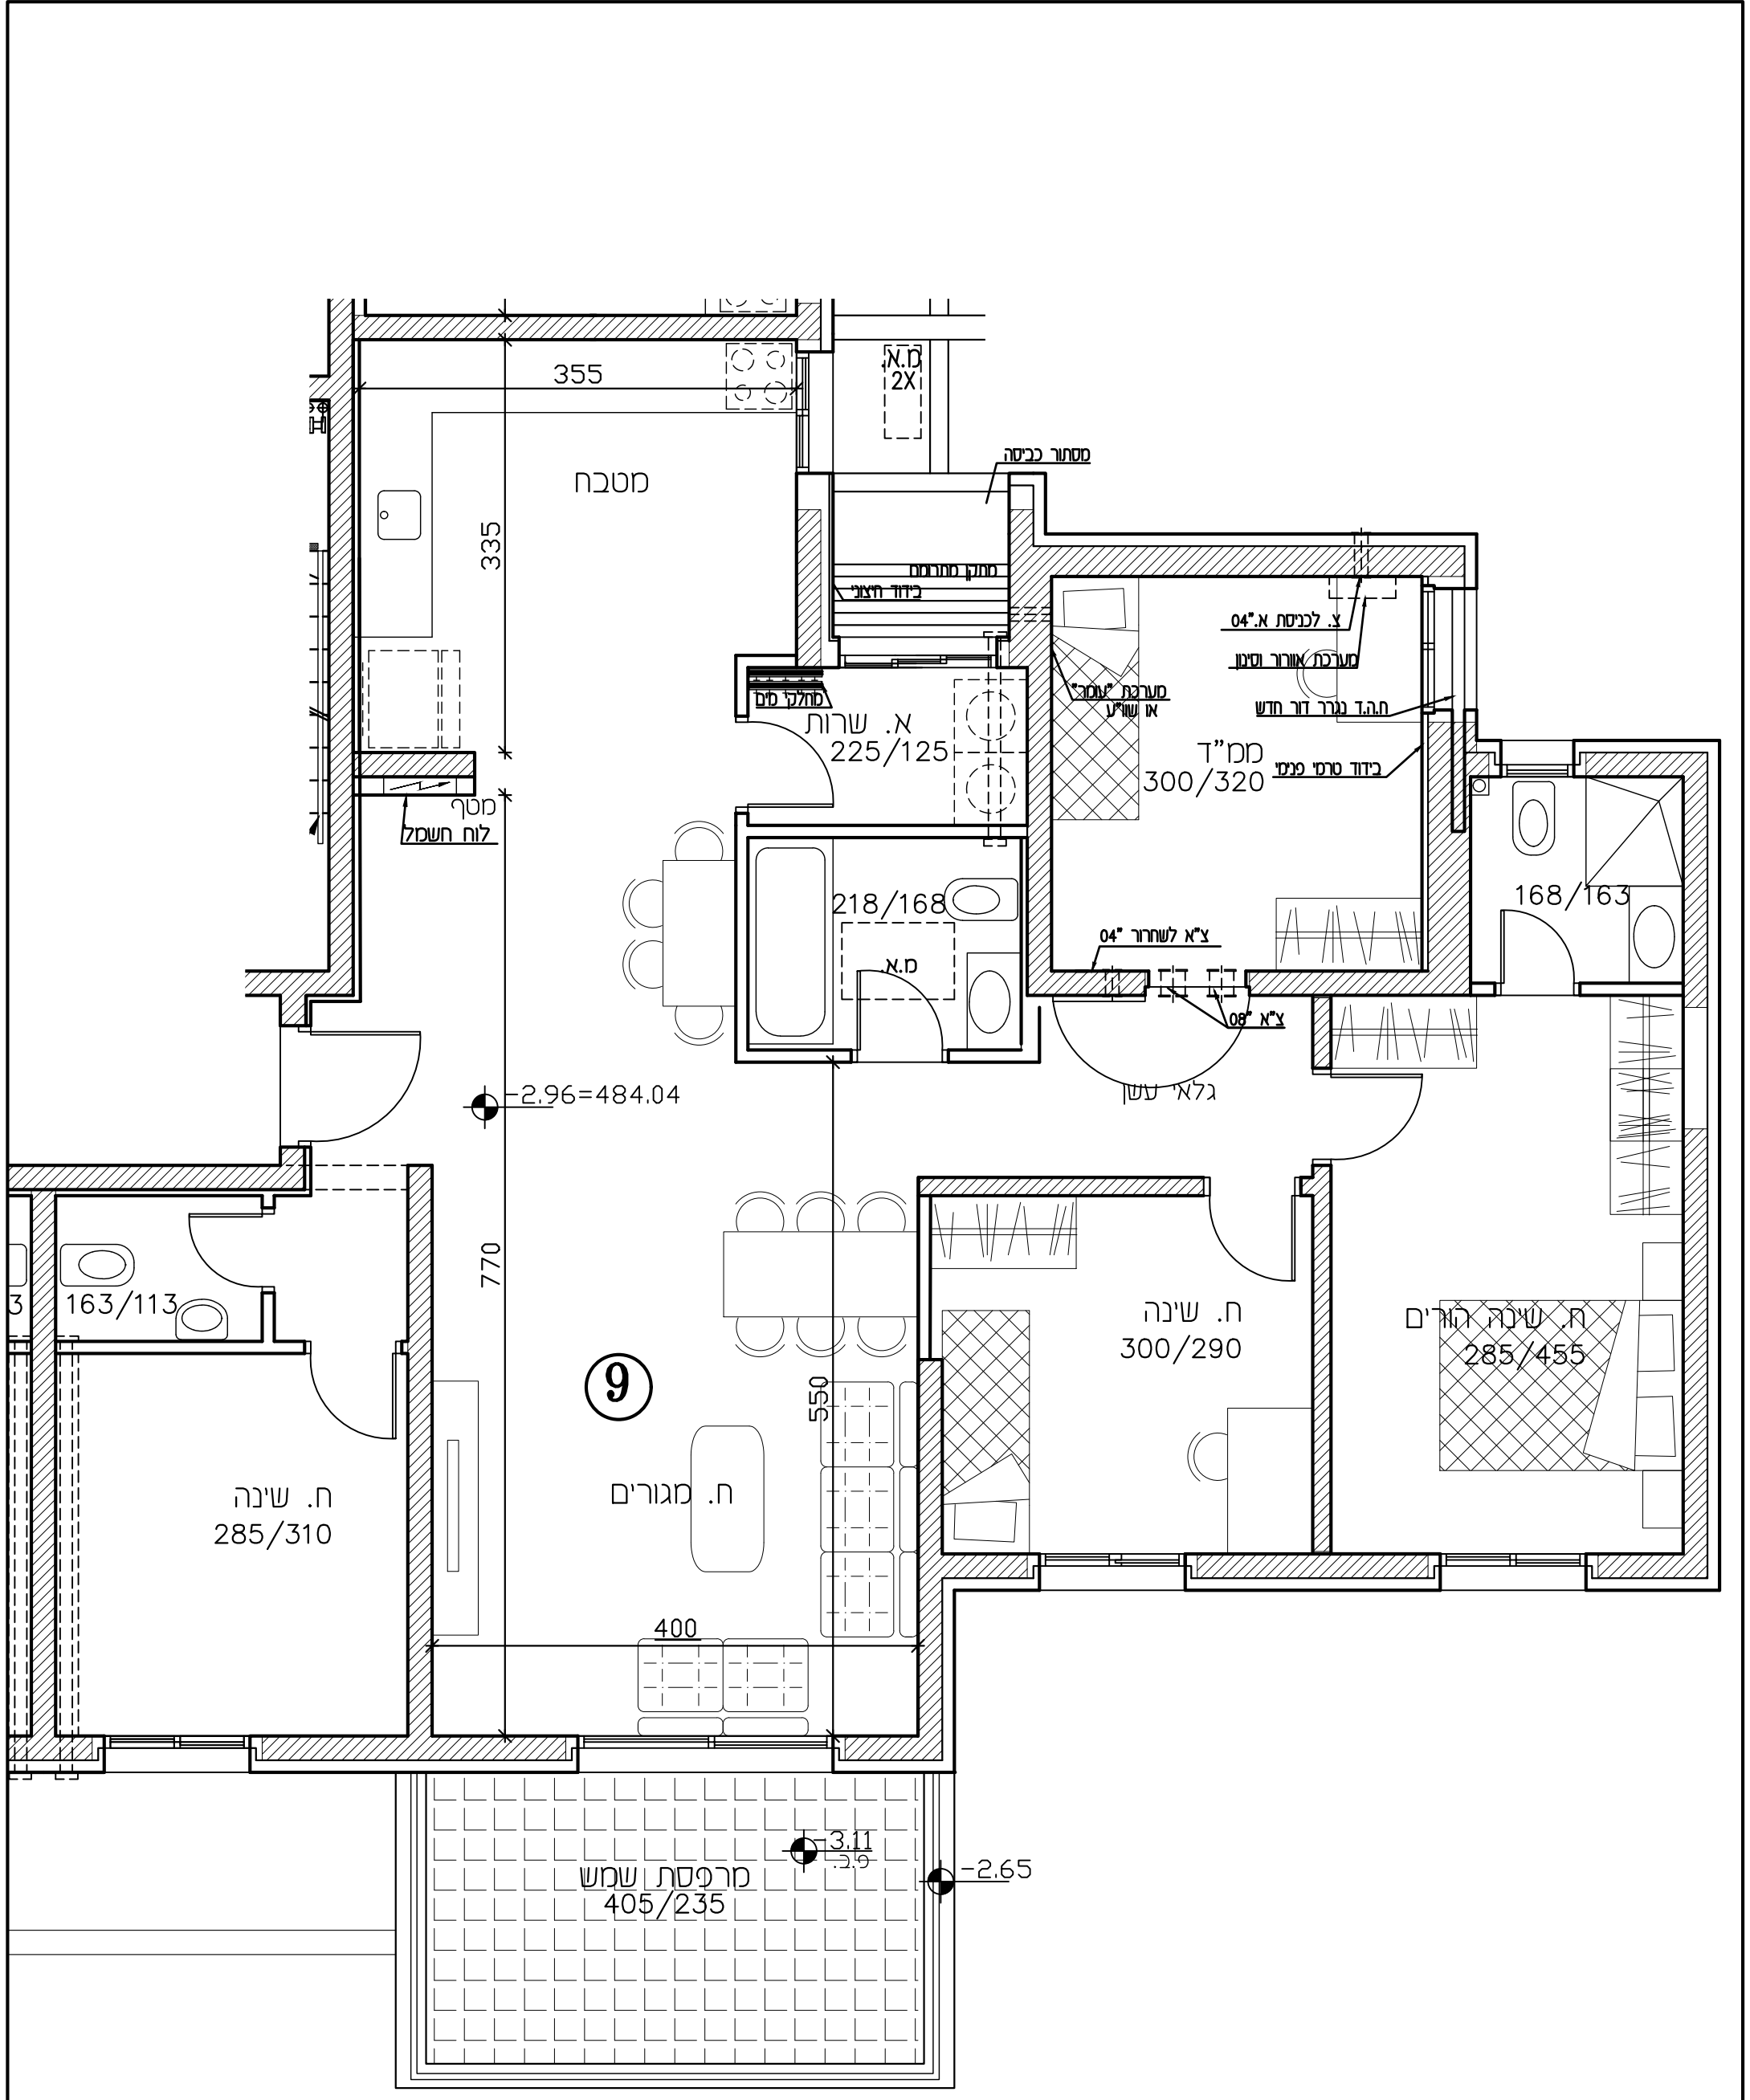 355
מ.א.
2X
מטבח
335
מסתור כביסה
מתקן מתרומם
בידוד חיצוני
צ. לכניסת א."04
מערכת אוורור וסינון
מערכת "עומר"
או שוו"ע
ח.ה.ד נגרר דור חדש
בידוד טרמי פנימי
מחלקי מים
א. שרות
225/125
ממ"ד
300/320
מטף
לוח חשמל
218/168
מ.א.
168/163
צ"א לשחרור "04
צ"א "08
גלאי עשן
-2.96=484.04
770
163/113
3
ח. שינה
300/290
ח. שינה הורים
285/455
9
550
ח. מגורים
ח. שינה
285/310
400
-3.11
פ.ב.
-2.65
מרפסת שמש
405/235